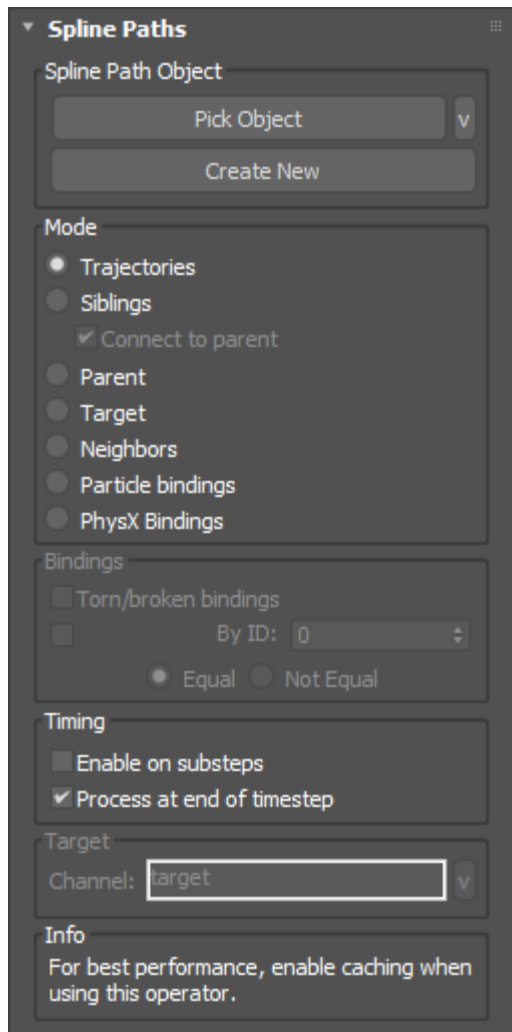 Spline Paths
Spline Path Object
Pick Object v
Create New
Mode
Trajectories
Siblings
Connect to parent
Parent
Target
Neighbors
Particle bindings
PhysX Bindings
Bindings
Torn/broken bindings
By ID: 0
Equal Not Equal
Timing
Enable on substeps
Process at end of timestep
Target
Channel: target v
Info
For best performance, enable caching when
using this operator.